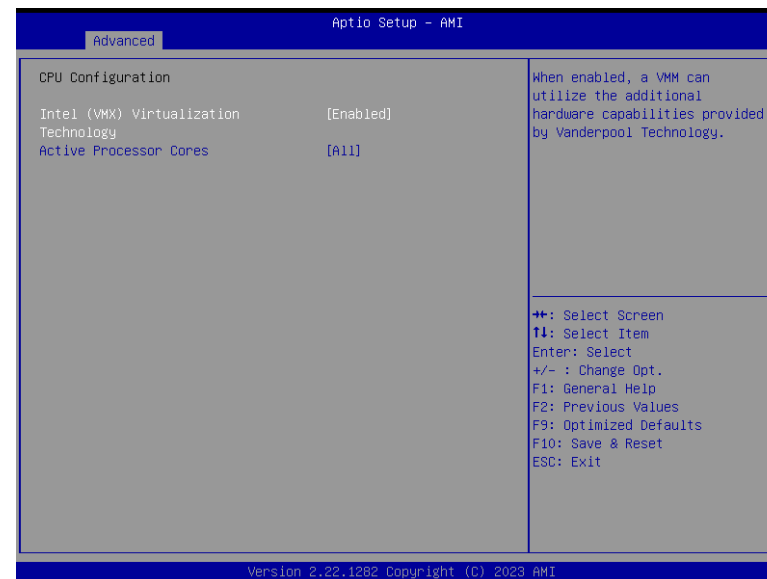 Aptio Setup - AMI
Advanced
CPU Configuration
Intel (VMX) Virtualization [Enabled]
Technology
Active Processor Cores [All]
When enabled, a VMM can
utilize the additional
hardware capabilities provided
by Vanderpool Technology.
→←: Select Screen
↑↓: Select Item
Enter: Select
+/- : Change Opt.
F1: General Help
F2: Previous Values
F9: Optimized Defaults
F10: Save & Reset
ESC: Exit
Version 2.22.1282 Copyright (C) 2023 AMI